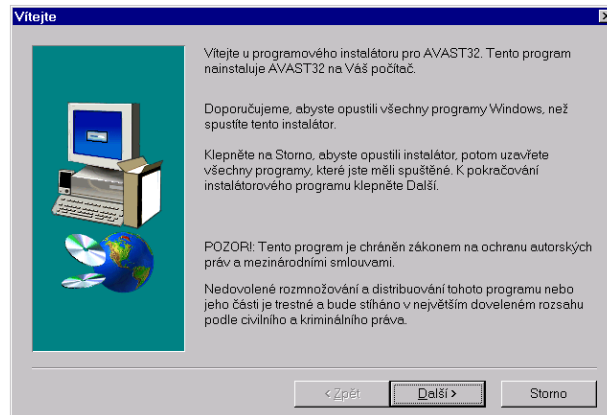 Vítejte
Vítejte u programového instalátoru pro AVAST32. Tento program
nainstaluje AVAST32 na Váš počítač.
Doporučujeme, abyste opustili všechny programy Windows, než
spustíte tento instalátor.
Klepněte na Storno, abyste opustili instalátor, potom uzavřete
všechny programy, které jste měli spuštěné. K pokračování
instalátorového programu klepněte Další.
POZOR!: Tento program je chráněn zákonem na ochranu autorských
práv a mezinárodními smlouvami.
Nedovolené rozmnožování a distribuování tohoto programu nebo
jeho části je trestné a bude stíháno v největším dovoleném rozsahu
podle civilního a kriminálního práva.
< Zpět Další > Storno